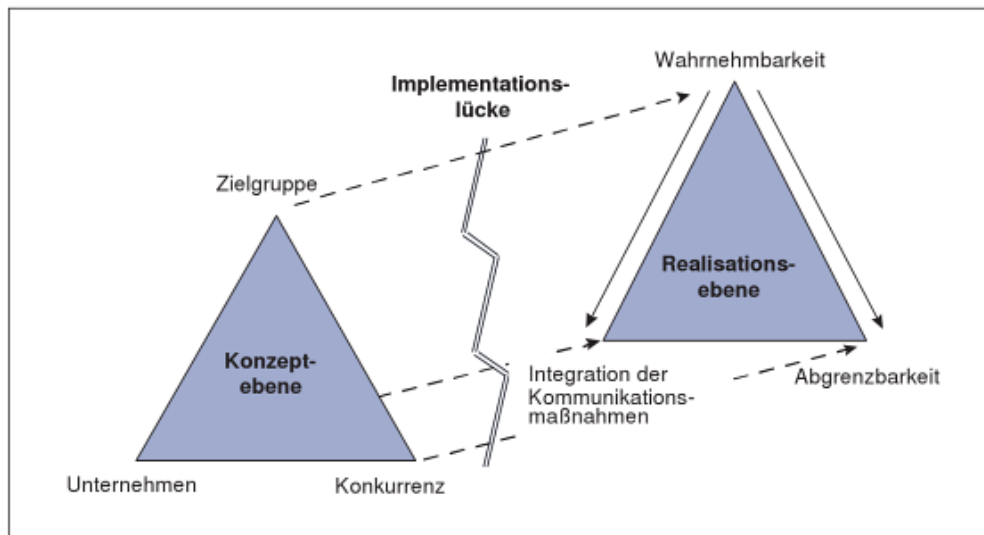 Wahrnehmbarkeit
Implementations-
lücke
Zielgruppe
Realisations-
ebene
Konzept-
ebene
Integration der
Kommunikations-
maßnahmen
Abgrenzbarkeit
Unternehmen
Konkurrenz